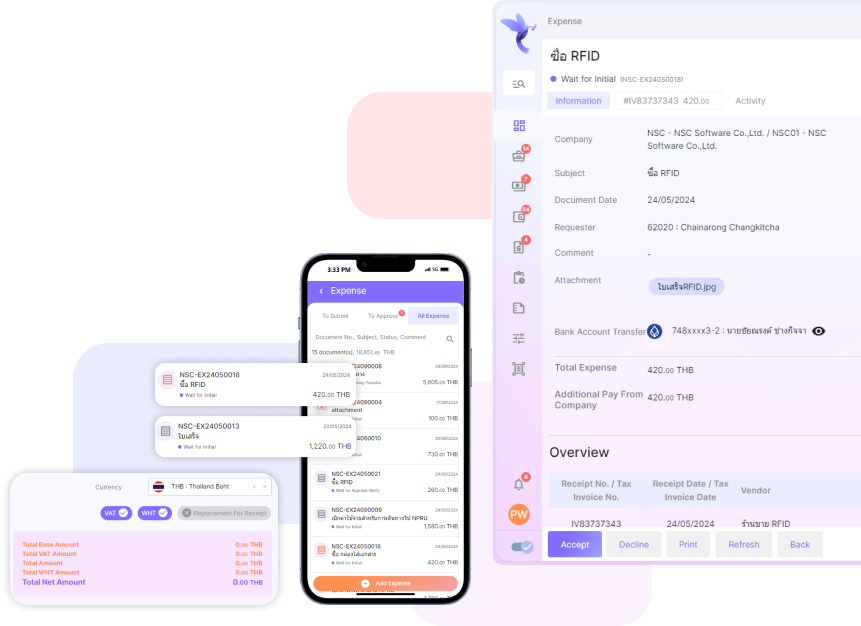 Expense
ซื้อ RFID
Wait for Initial (NSC-EX24050018)
Information #IV83737343 420.00 Activity
Company NSC - NSC Software Co.,Ltd. / NSC01 - NSC Software Co.,Ltd.
Subject ซื้อ RFID
Document Date 24/05/2024
Requester 62020 : Chainarong Changkitcha
Comment -
Attachment ใบเสร็จRFID.jpg
Bank Account Transfer 748xxxx3-2 : นายชัยณรงค์ ช่างกิจจา
Total Expense 420.00 THB
Additional Pay From Company 420.00 THB
Overview
Receipt No. / Tax Invoice No. Receipt Date / Tax Invoice Date Vendor
IV83737343 24/05/2024 ร้านขาย RFID
Accept Decline Print Refresh Back
14
7
54
4
8
PW
3:33 PM 5G
Expense
To Submit To Approve 1 All Expense
Document No., Subject, Status, Comment
15 document(s), 18,851.40 THB
24090008
5,605.05 THB
24090004 17/09/2024
attachment
100.00 THB
4060010
730.00 THB
NSC-EX24050021 24/05/2024
ซื้อ RFID
Wait for Approve Verify 260.00 THB
NSC-EX24090009
เบิกค่าใช้จ่ายสำหรับการเดินทางไป NPRU
Wait for Initial 1,580.00 THB
NSC-EX24050018 24/05/2024
ซื้อ กล่องใส่เอกสาร
Wait for Initial 420.00 THB
Add Expense
NSC-EX24050018 24/05/2024
ซื้อ RFID
Wait for Initial 420.00 THB
NSC-EX24050013 20/05/2024
ใบเสร็จ
Wait for Initial 1,220.00 THB
Currency THB : Thailand Baht
VAT WHT Replacement For Receipt
Total Base Amount 0.00 THB
Total VAT Amount 0.00 THB
Total Amount 0.00 THB
Total WHT Amount 0.00 THB
Total Net Amount 0.00 THB